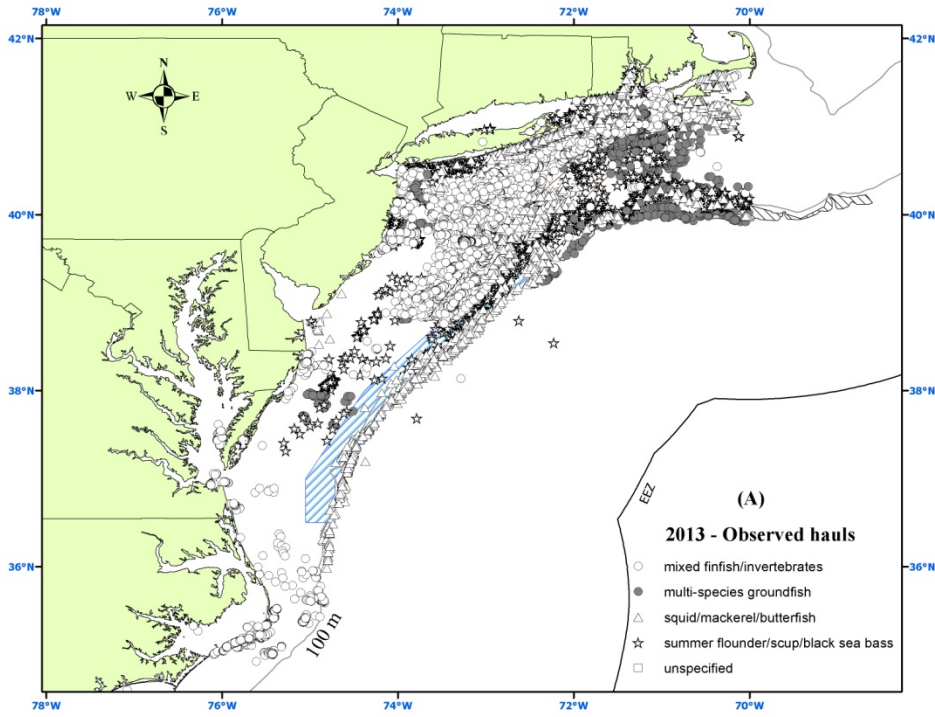 78°W 76°W 74°W 72°W 70°W
42°N 42°N
N
W E
S
40°N 40°N
38°N 38°N
EEZ
(A)
2013 - Observed hauls
36°N 36°N
mixed finfish/invertebrates
multi-species groundfish
squid/mackerel/butterfish
100 m
summer flounder/scup/black sea bass
unspecified
78°W 76°W 74°W 72°W 70°W